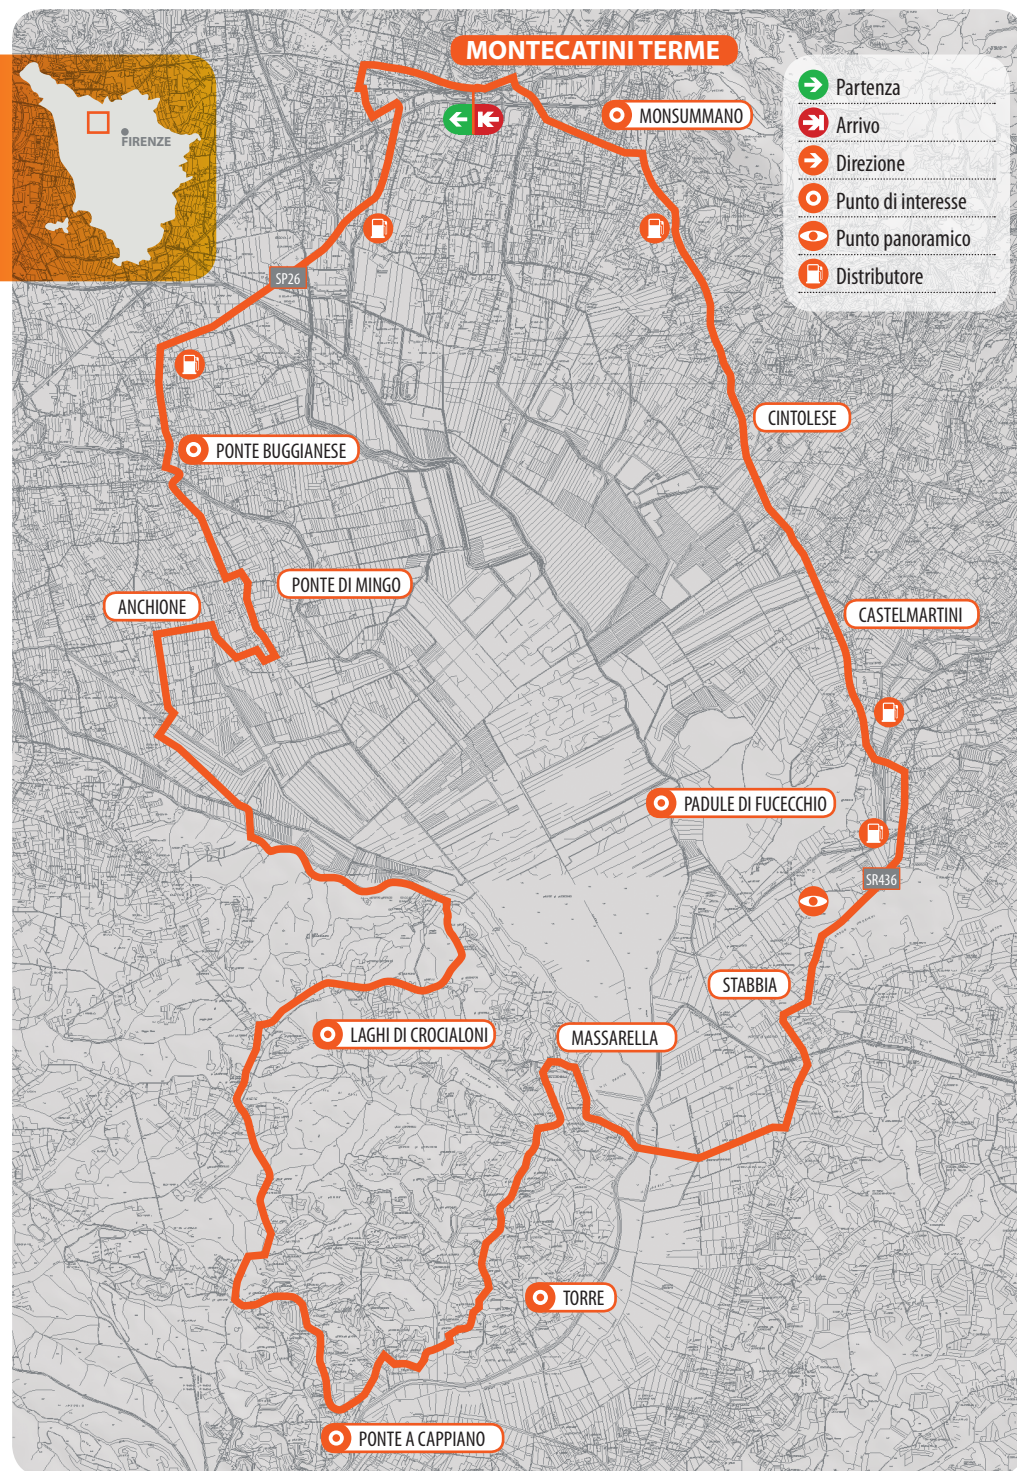 MONTECATINI TERME
FIRENZE
Partenza
Arrivo
Direzione
Punto di interesse
Punto panoramico
Distributore
MONSUMMANO
SP26
CINTOLESE
PONTE BUGGIANESE
PONTE DI MINGO
ANCHIONE
CASTELMARTINI
PADULE DI FUCECCHIO
SR436
STABBIA
LAGHI DI CROCIALONI
MASSARELLA
TORRE
PONTE A CAPPIANO